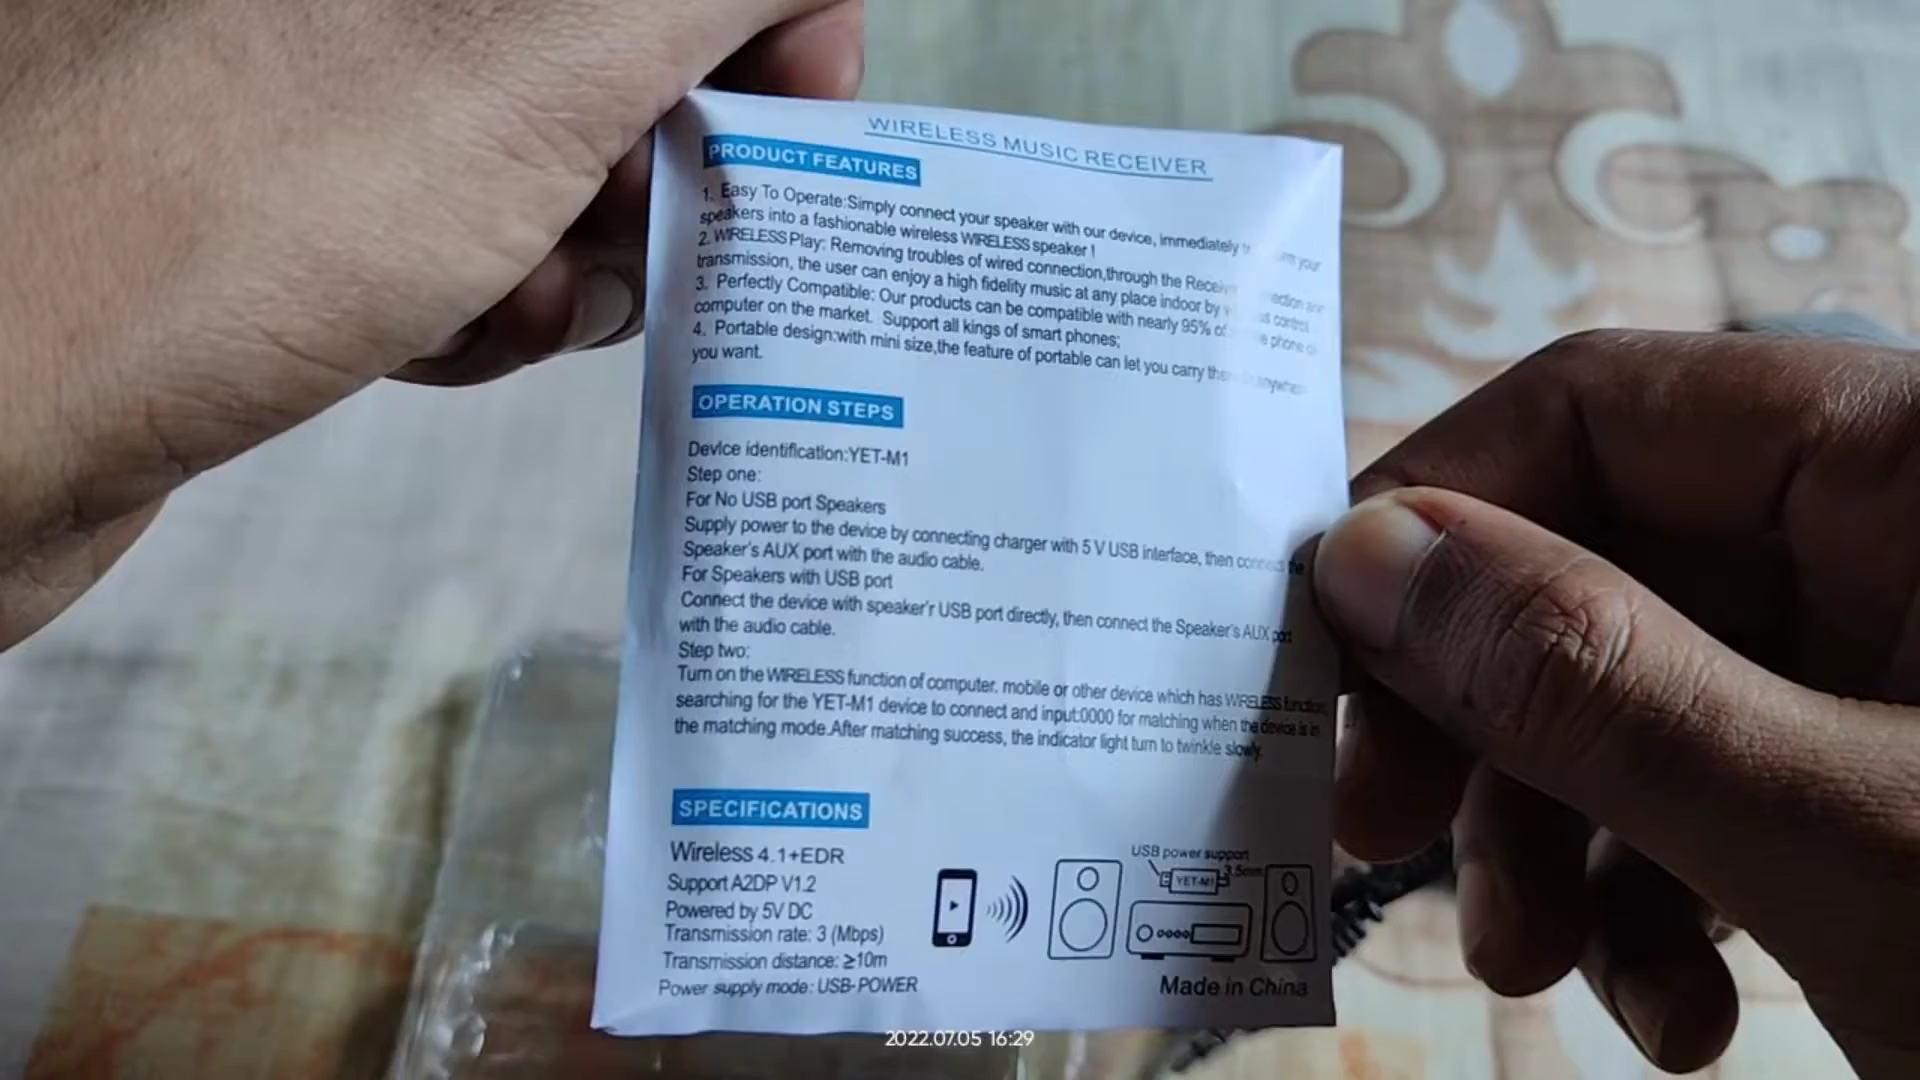 WIRELESS MUSIC RECEIVER
PRODUCT FEATURES
1. Easy To Operate:Simply connect your speaker with our device, immediately your
speakers into a fashionable wireless WIRELESS speaker !
2. WIRELESS Play: Removing troubles of wired connection,through the
transmission, the user can enjoy a high fidelity music at any place indoor by control
3. Perfectly Compatible: Our products can be compatible with nearly 95% of phone
computer on the market. Support all kings of smart phones;
4. Portable design:with mini size,the feature of portable can let you carry
you want.
OPERATION STEPS
Device identification:YET-M1
Step one:
For No USB port Speakers
Supply power to the device by connecting charger with 5 V USB interface, then connect the
Speaker's AUX port with the audio cable.
For Speakers with USB port
Connect the device with speaker'r USB port directly, then connect the Speaker's AUX port
with the audio cable.
Step two:
Turn on the WIRELESS function of computer. mobile or other device which has WIRELESS
searching for the YET-M1 device to connect and input:0000 for matching when the device is in
the matching mode.After matching success, the indicator light turn to twinkle slowly.
SPECIFICATIONS
Wireless 4.1+EDR
Support A2DP V1.2
Powered by 5V DC
Transmission rate: 3 (Mbps)
Transmission distance: ≥10m
Power supply mode: USB-POWER
USB power support
YET-M1
3.5mm
Made in China
2022.07.05 16:29